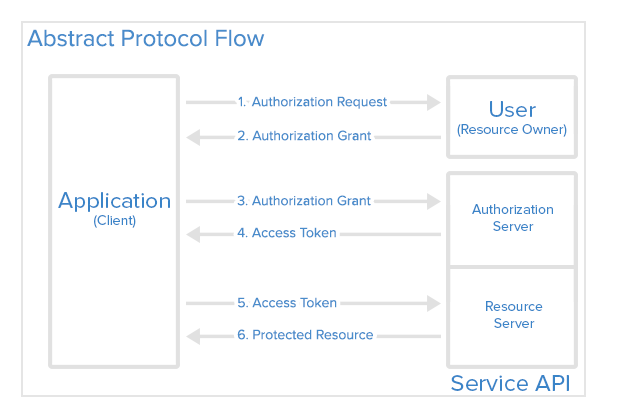 Abstract Protocol Flow
Application
(Client)
1. Authorization Request
2. Authorization Grant
3. Authorization Grant
4. Access Token
5. Access Token
6. Protected Resource
User
(Resource Owner)
Authorization
Server
Resource
Server
Service API